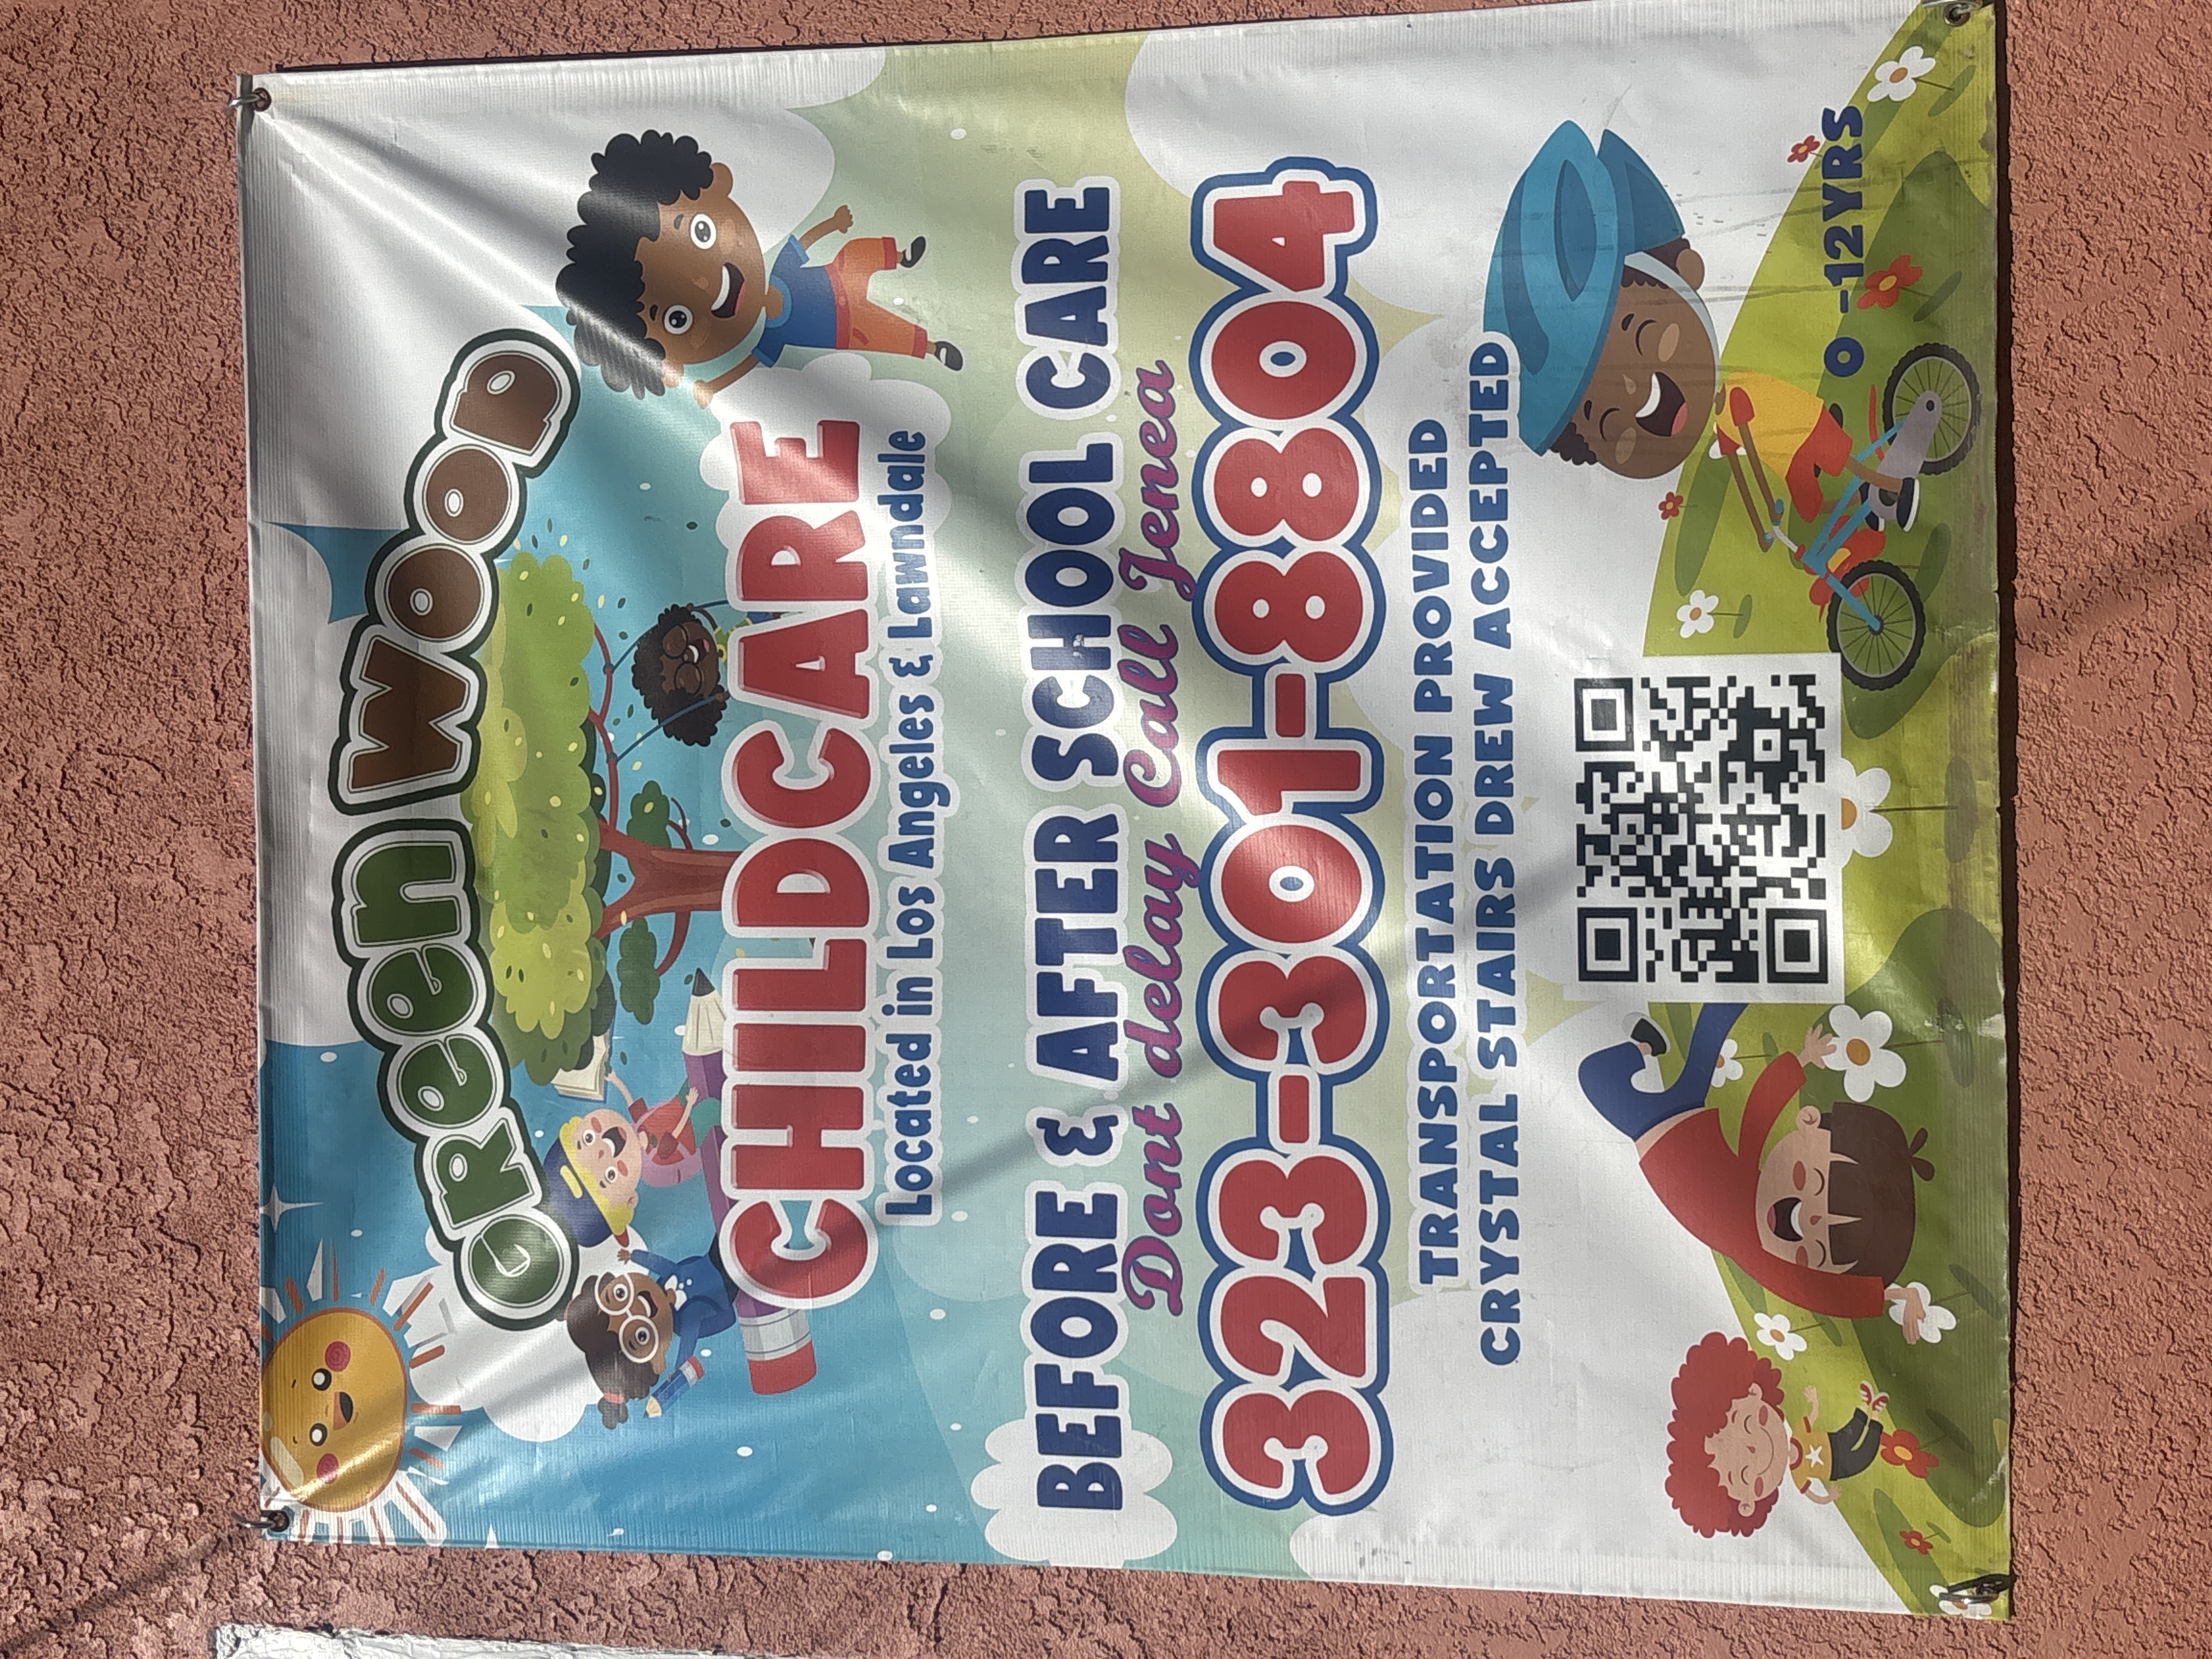 GREEN WOOD
CHILDCARE
Located in Los Angeles & Lawndale
BEFORE & AFTER SCHOOL CARE
Dont delay Call Jenea
323-301-8804
TRANSPORTATION PROVIDED
CRYSTAL STAIRS DREW ACCEPTED
0 -12YRS